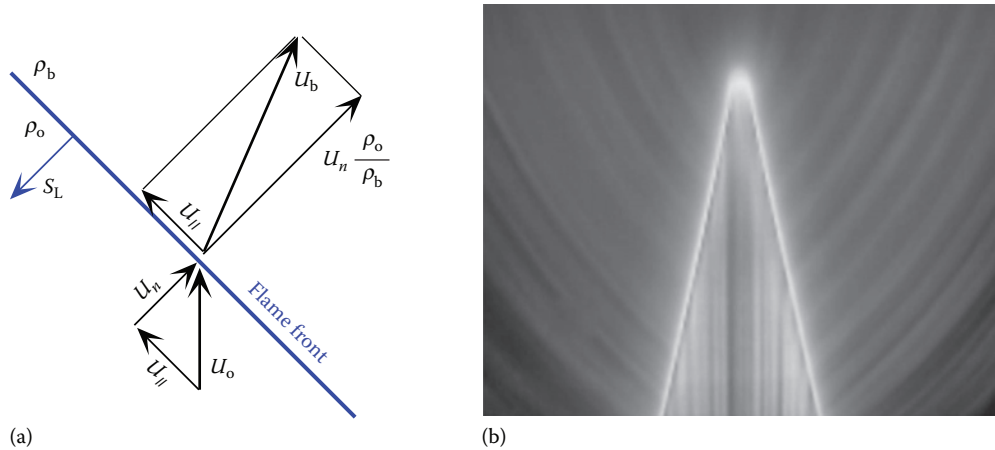 ρb
ρo
SL
Ub
Un ρo/ρb
U//
Un
U//
Uo
Flame front
(a)
(b)